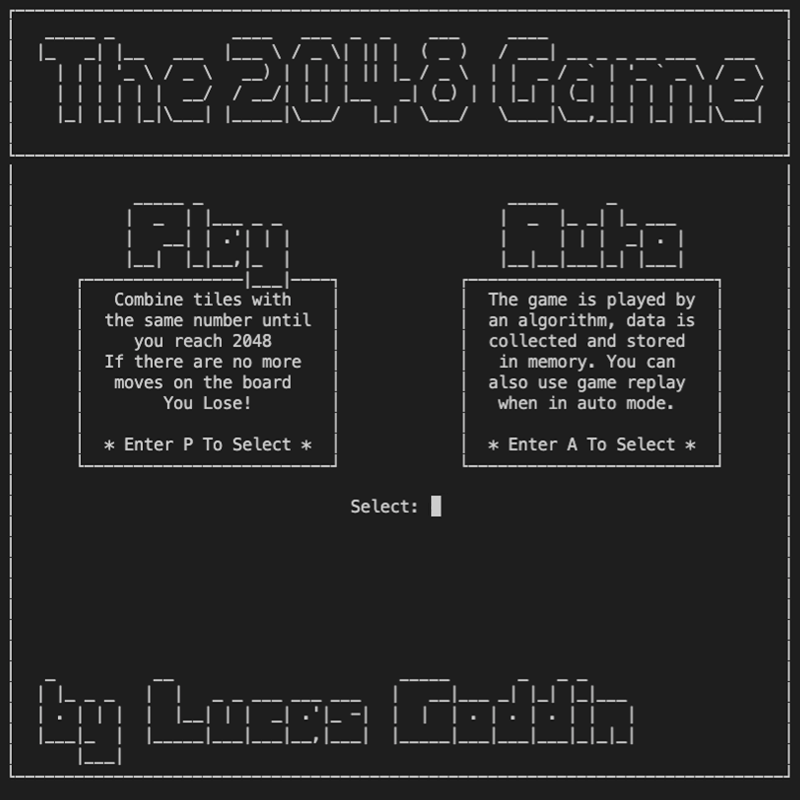 The 2048 Game
Play
Combine tiles with
the same number until
you reach 2048
If there are no more
moves on the board
You Lose!
* Enter P To Select *
Auto
The game is played by
an algorithm, data is
collected and stored
in memory. You can
also use game replay
when in auto mode.
* Enter A To Select *
Select:
by Lucas Goddin